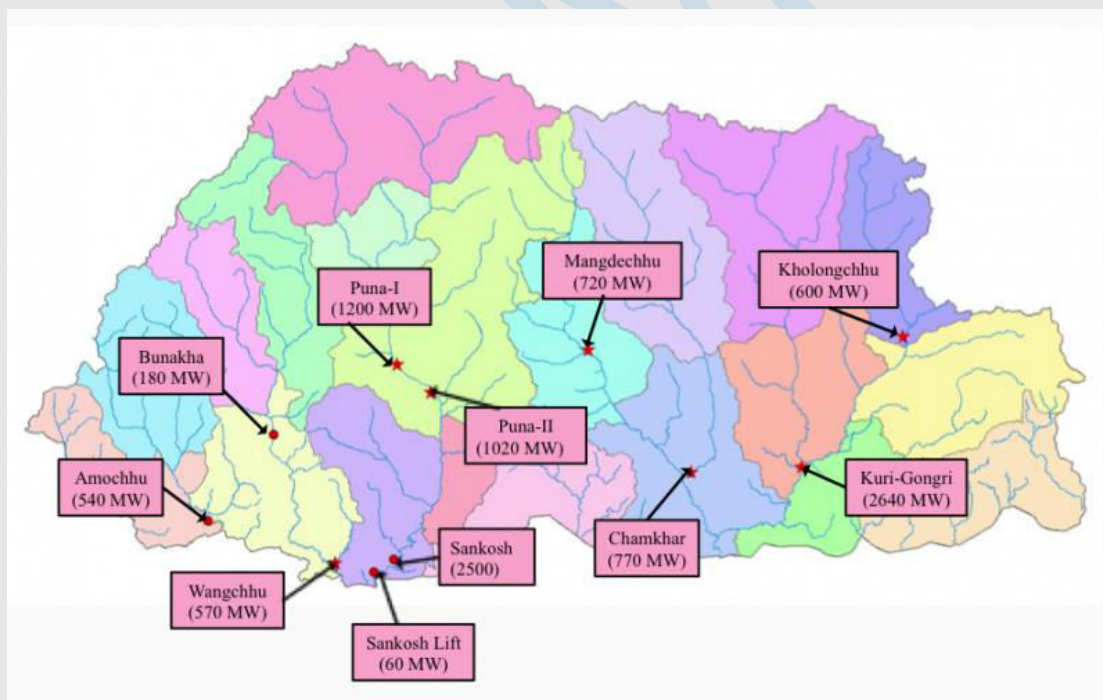 Mangdechhu
(720 MW)
Kholongchhu
(600 MW)
Puna-I
(1200 MW)
Bunakha
(180 MW)
Puna-II
(1020 MW)
Amochhu
(540 MW)
Kuri-Gongri
(2640 MW)
Chamkhar
(770 MW)
Sankosh
(2500)
Wangchhu
(570 MW)
Sankosh Lift
(60 MW)